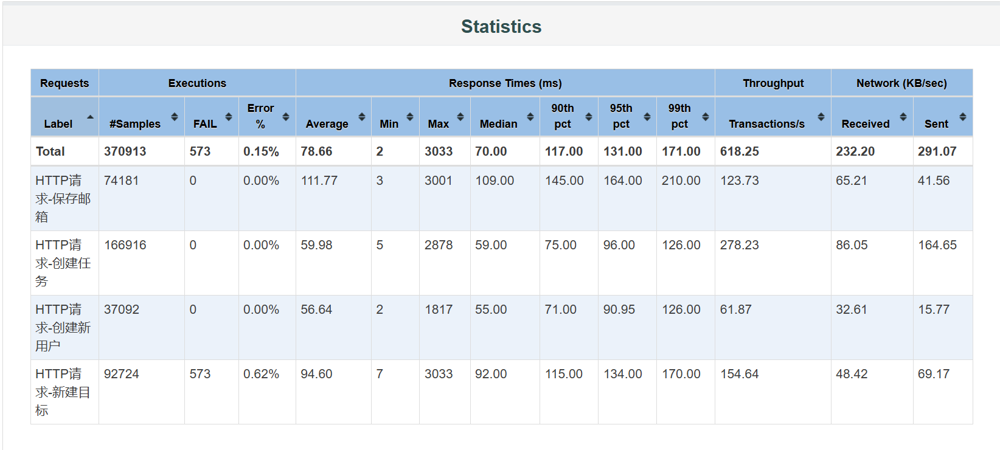 Statistics
Requests Executions Response Times (ms) Throughput Network (KB/sec)
Label #Samples FAIL Error % Average Min Max Median 90th pct 95th pct 99th pct Transactions/s Received Sent
Total 370913 573 0.15% 78.66 2 3033 70.00 117.00 131.00 171.00 618.25 232.20 291.07
HTTP请 74181 0 0.00% 111.77 3 3001 109.00 145.00 164.00 210.00 123.73 65.21 41.56
求-保存邮
箱
HTTP请 166916 0 0.00% 59.98 5 2878 59.00 75.00 96.00 126.00 278.23 86.05 164.65
求-创建任
务
HTTP请 37092 0 0.00% 56.64 2 1817 55.00 71.00 90.95 126.00 61.87 32.61 15.77
求-创建新
用户
HTTP请 92724 573 0.62% 94.60 7 3033 92.00 115.00 134.00 170.00 154.64 48.42 69.17
求-新建目
标